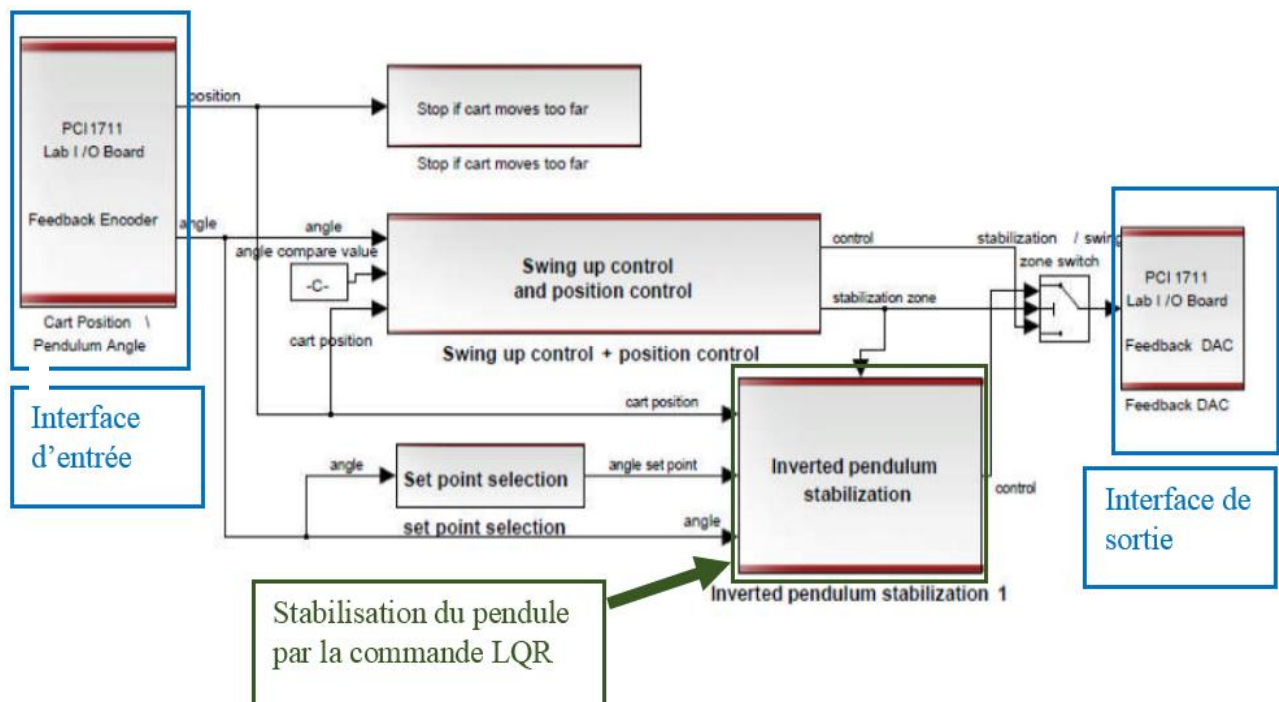 PCI 1711
Lab I /O Board
Feedback Encoder
Cart Position \
Pendulum Angle
Interface
d'entrée
position
angle
Stop if cart moves too far
Stop if cart moves too far
angle
angle compare value
-C-
cart position
Swing up control
and position control
Swing up control + position control
control
stabilization zone
stabilization / swing
zone switch
PCI 1711
Lab I /O Board
Feedback DAC
Feedback DAC
Interface de
sortie
cart position
angle
Set point selection
set point selection
angle set point
angle
Inverted pendulum
stabilization
control
Inverted pendulum stabilization 1
Stabilisation du pendule
par la commande LQR